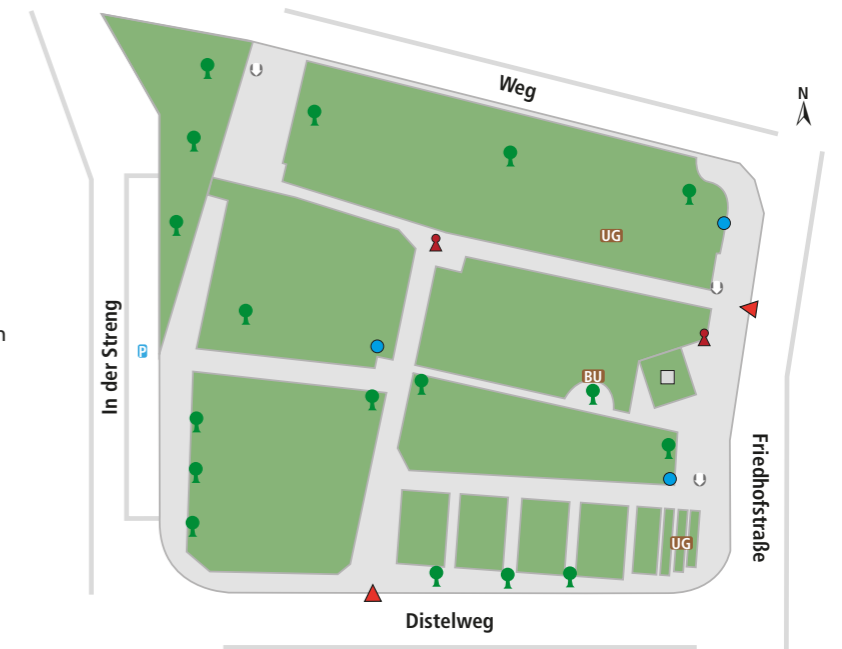 Weg
N
UG
n
P
In der Streng
BU
Friedhofstraße
UG
Distelweg